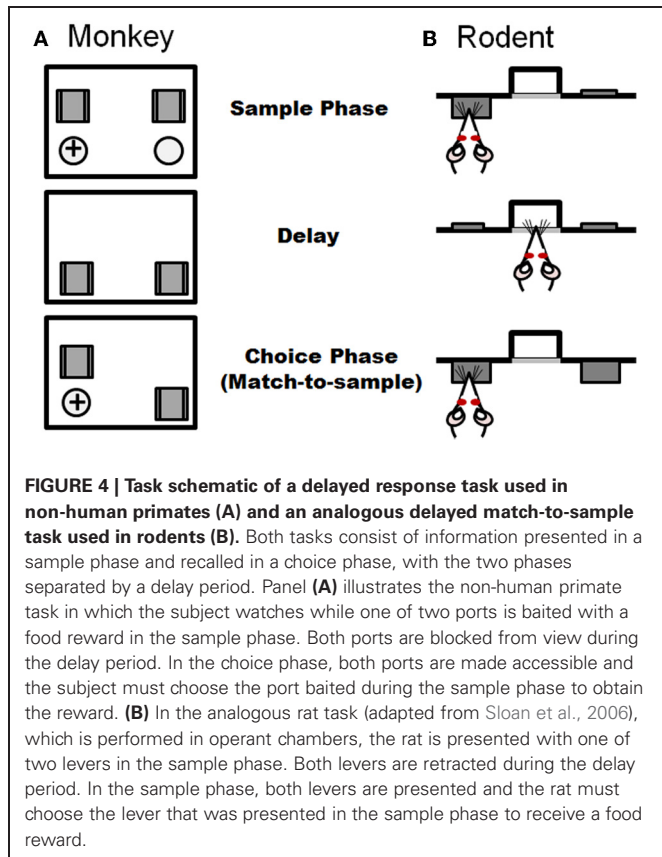 A Monkey
B Rodent
Sample Phase
Delay
Choice Phase
(Match-to-sample)
FIGURE 4 | Task schematic of a delayed response task used in
non-human primates (A) and an analogous delayed match-to-sample
task used in rodents (B). Both tasks consist of information presented in a
sample phase and recalled in a choice phase, with the two phases
separated by a delay period. Panel (A) illustrates the non-human primate
task in which the subject watches while one of two ports is baited with a
food reward in the sample phase. Both ports are blocked from view during
the delay period. In the choice phase, both ports are made accessible and
the subject must choose the port baited during the sample phase to obtain
the reward. (B) In the analogous rat task (adapted from Sloan et al., 2006),
which is performed in operant chambers, the rat is presented with one of
two levers in the sample phase. Both levers are retracted during the delay
period. In the sample phase, both levers are presented and the rat must
choose the lever that was presented in the sample phase to receive a food
reward.